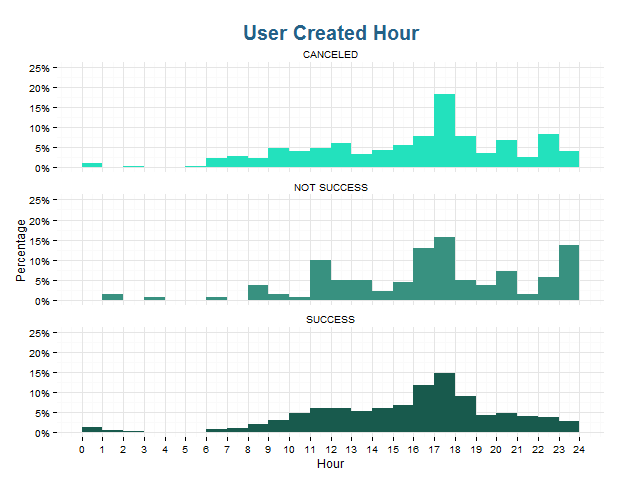 User Created Hour
CANCELED
25%
20%
15%
10%
5%
0%
NOT SUCCESS
25%
20%
15%
10%
5%
0%
Percentage
SUCCESS
25%
20%
15%
10%
5%
0%
0 1 2 3 4 5 6 7 8 9 10 11 12 13 14 15 16 17 18 19 20 21 22 23 24
Hour